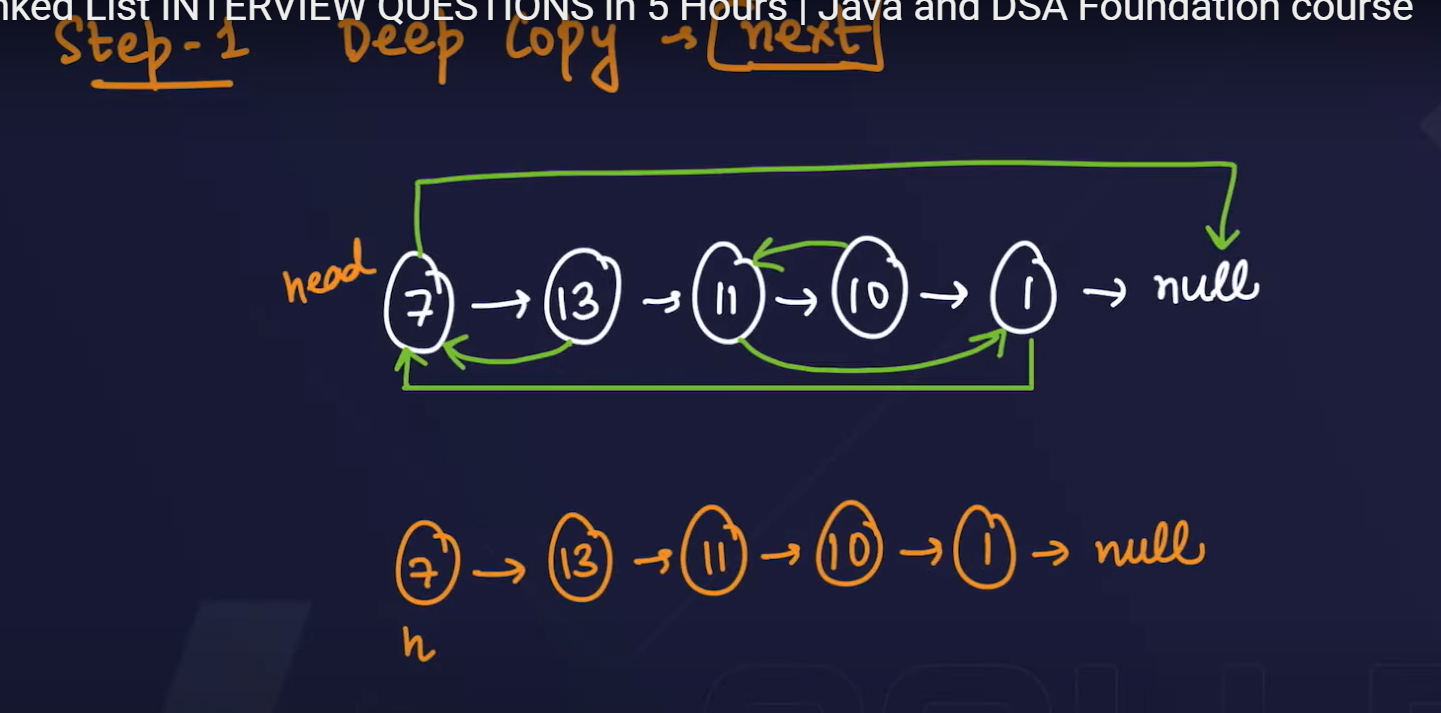 nked List INTERVIEW QUESTIONS in 5 Hours | Java and DSA Foundation course
Step-1 Deep Copy → next
head 7 → 13 → 11 → 10 → 1 → null
7 → 13 → 11 → 10 → 1 → null
h